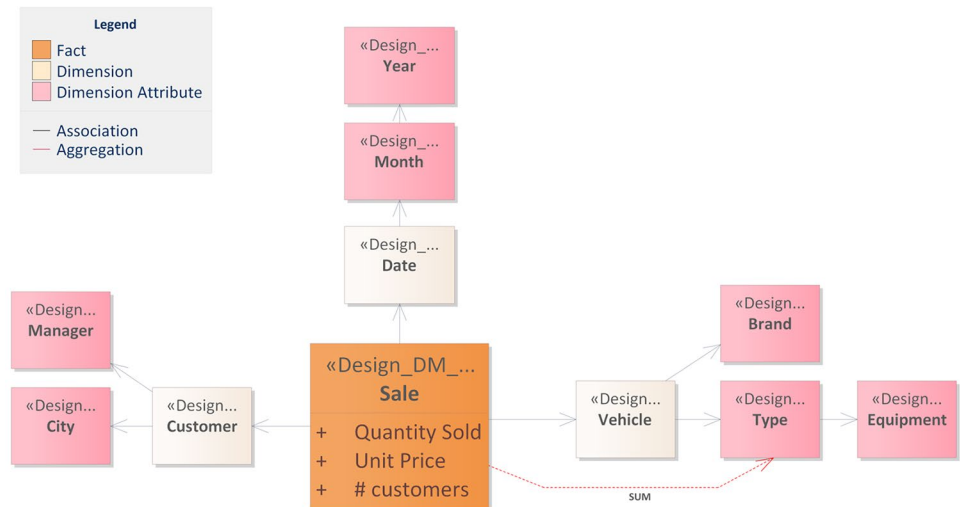 Legend
Fact
Dimension
Dimension Attribute
Association
Aggregation
«Design_...
Year
«Design_...
Month
«Design_...
Date
«Design...
Manager
«Design...
City
«Design...
Customer
«Design_DM_...
Sale
+ Quantity Sold
+ Unit Price
+ # customers
«Design...
Vehicle
«Design...
Brand
«Design...
Type
«Design...
Equipment
SUM